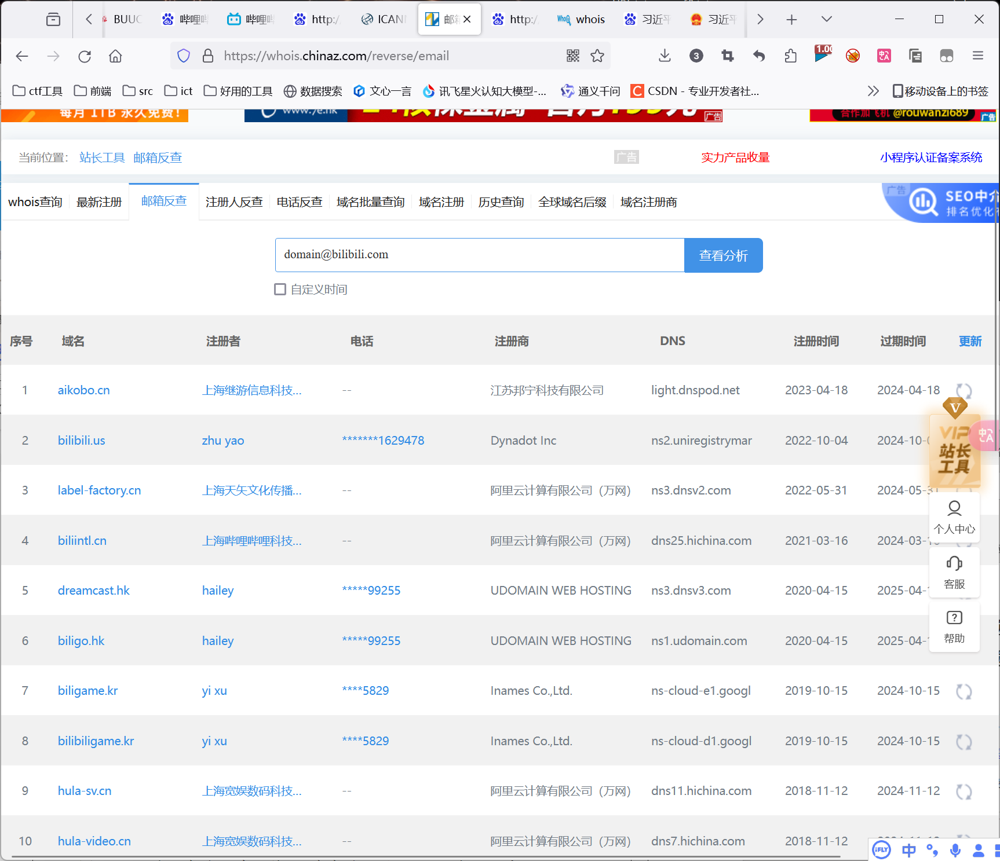 BUUC
哔哩
哔哩
http:/
ICAN
邮
http:/
whois
习近
习近
https://whois.chinaz.com/reverse/email
3
1.00
ctf工具
前端
src
ict
好用的工具
数据搜索
文心一言
讯飞星火认知大模型-...
通义千问
CSDN - 专业开发者社...
移动设备上的书签
每月 1TB 永久免费!
广告
合作加飞机 @rouwanzi689
广告
当前位置： 站长工具 邮箱反查
广告
实力产品收量
小程序认证备案系统
whois查询
最新注册
邮箱反查
注册人反查
电话反查
域名批量查询
域名注册
历史查询
全球域名后缀
域名注册商
广告
SEO中介
排名优化
domain@bilibili.com
查看分析
自定义时间
序号 域名 注册者 电话 注册商 DNS 注册时间 过期时间 更新
1 aikobo.cn 上海继游信息科技... -- 江苏邦宁科技有限公司 light.dnspod.net 2023-04-18 2024-04-18
2 bilibili.us zhu yao *******1629478 Dynadot Inc ns2.uniregistrymar 2022-10-04 2024-10-0
3 label-factory.cn 上海天矢文化传播... -- 阿里云计算有限公司（万网） ns3.dnsv2.com 2022-05-31 2024-05-31
4 biliintl.cn 上海哔哩哔哩科技... -- 阿里云计算有限公司（万网） dns25.hichina.com 2021-03-16 2024-03-16
5 dreamcast.hk hailey *****99255 UDOMAIN WEB HOSTING ns3.dnsv3.com 2020-04-15 2025-04-1
6 biligo.hk hailey *****99255 UDOMAIN WEB HOSTING ns1.udomain.com 2020-04-15 2025-04-1
7 biligame.kr yi xu ****5829 Inames Co.,Ltd. ns-cloud-e1.googl 2019-10-15 2024-10-15
8 bilibiligame.kr yi xu ****5829 Inames Co.,Ltd. ns-cloud-d1.googl 2019-10-15 2024-10-15
9 hula-sv.cn 上海宽娱数码科技... -- 阿里云计算有限公司（万网） dns11.hichina.com 2018-11-12 2024-11-12
10 hula-video.cn 上海宽娱数码科技... -- 阿里云计算有限公司（万网） dns7.hichina.com 2018-11-12
V
VIP
站长
工具
中
A
个人中心
客服
帮助
iFLY
中